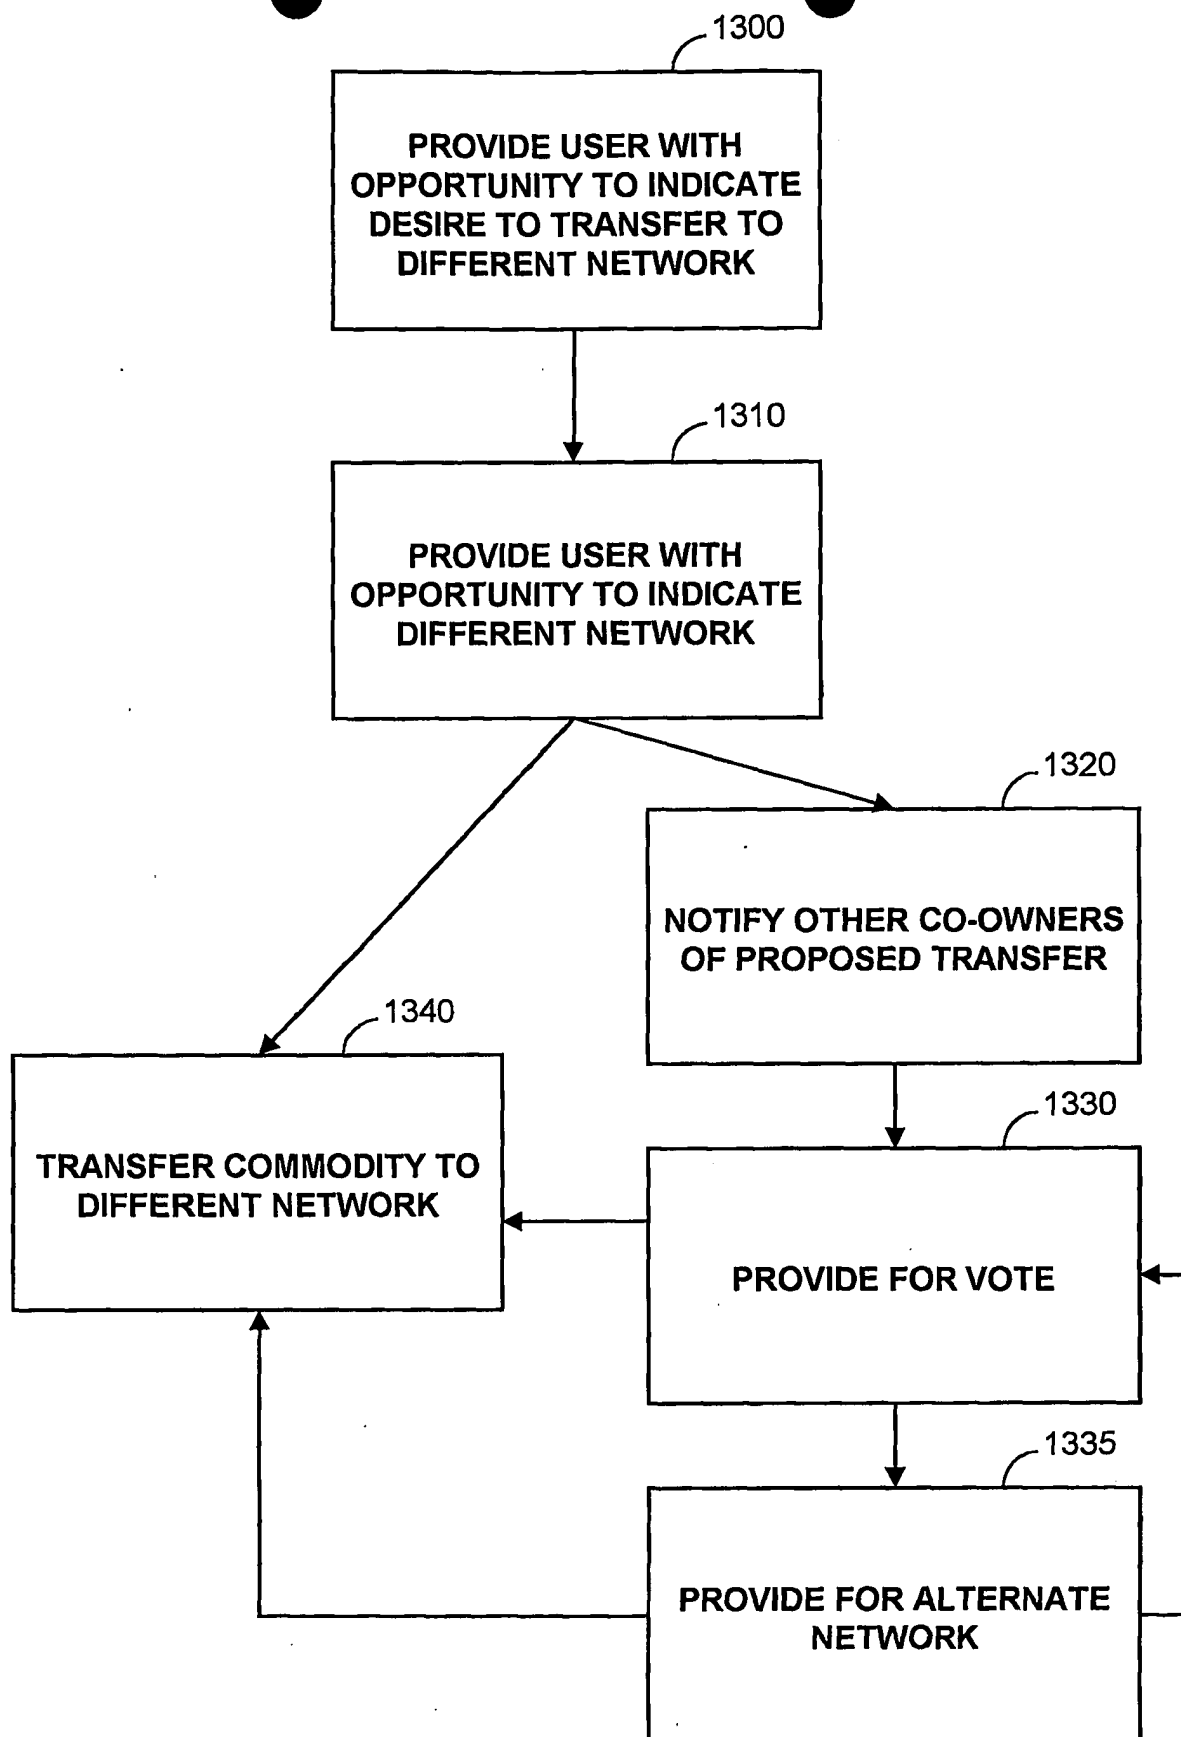 1300
PROVIDE USER WITH
OPPORTUNITY TO INDICATE
DESIRE TO TRANSFER TO
DIFFERENT NETWORK
1310
PROVIDE USER WITH
OPPORTUNITY TO INDICATE
DIFFERENT NETWORK
1320
NOTIFY OTHER CO-OWNERS
OF PROPOSED TRANSFER
1340
TRANSFER COMMODITY TO
DIFFERENT NETWORK
1330
PROVIDE FOR VOTE
1335
PROVIDE FOR ALTERNATE
NETWORK